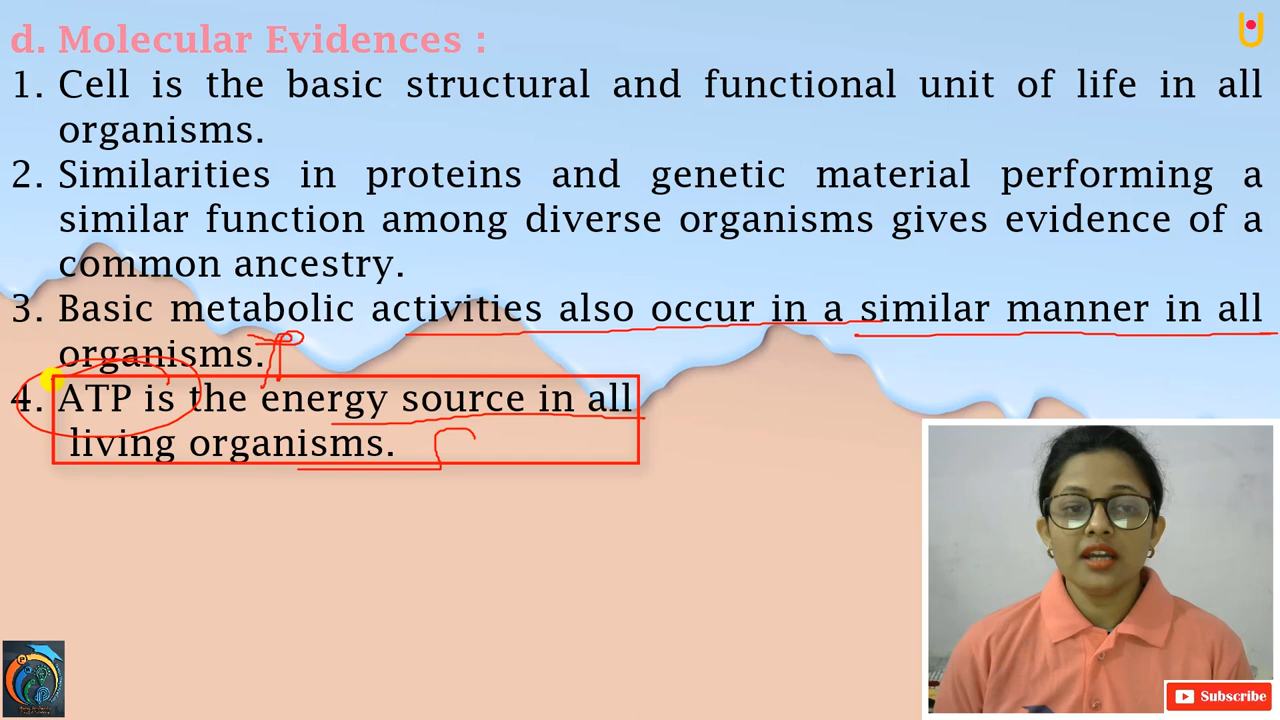 d. Molecular Evidences :
1. Cell is the basic structural and functional unit of life in all
organisms.
2. Similarities in proteins and genetic material performing a
similar function among diverse organisms gives evidence of a
common ancestry.
3. Basic metabolic activities also occur in a similar manner in all
organisms.
4. ATP is the energy source in all
living organisms.
Subscribe